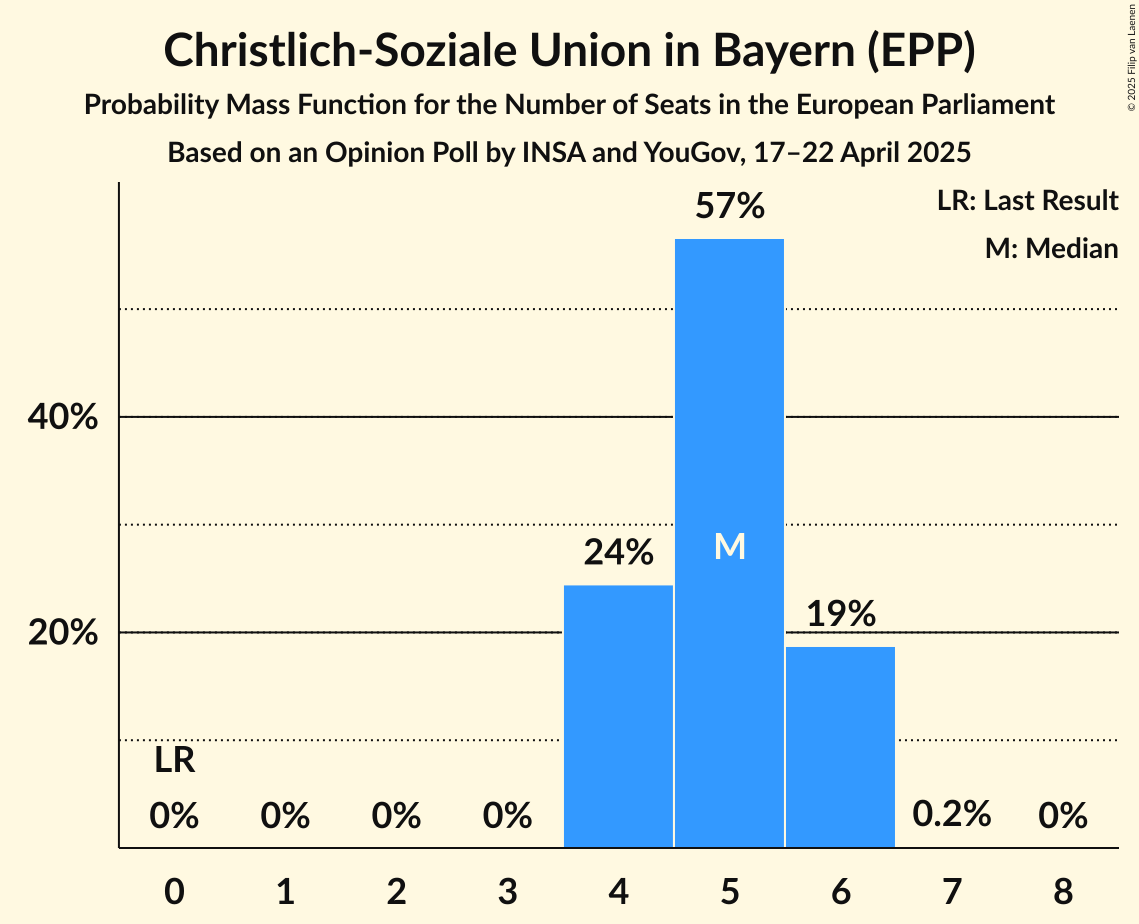 Christlich-Soziale Union in Bayern (EPP)
Probability Mass Function for the Number of Seats in the European Parliament
Based on an Opinion Poll by INSA and YouGov, 17–22 April 2025
© 2025 Filip van Laenen
LR: Last Result
M: Median
57%
40%
24%
M
19%
20%
LR
0% 0% 0% 0% 0.2% 0%
0 1 2 3 4 5 6 7 8